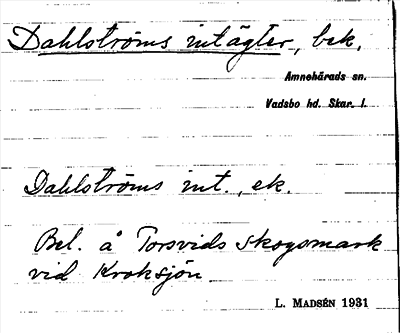 Dahlströms intägter, bek.
Amnehärads sn.
Vadsbo hd. Skar. l.
Dahlströms int., ek.
Bel. å Torsvids skogsmark
vid Kroksjön.
L. MADSÉN 1931